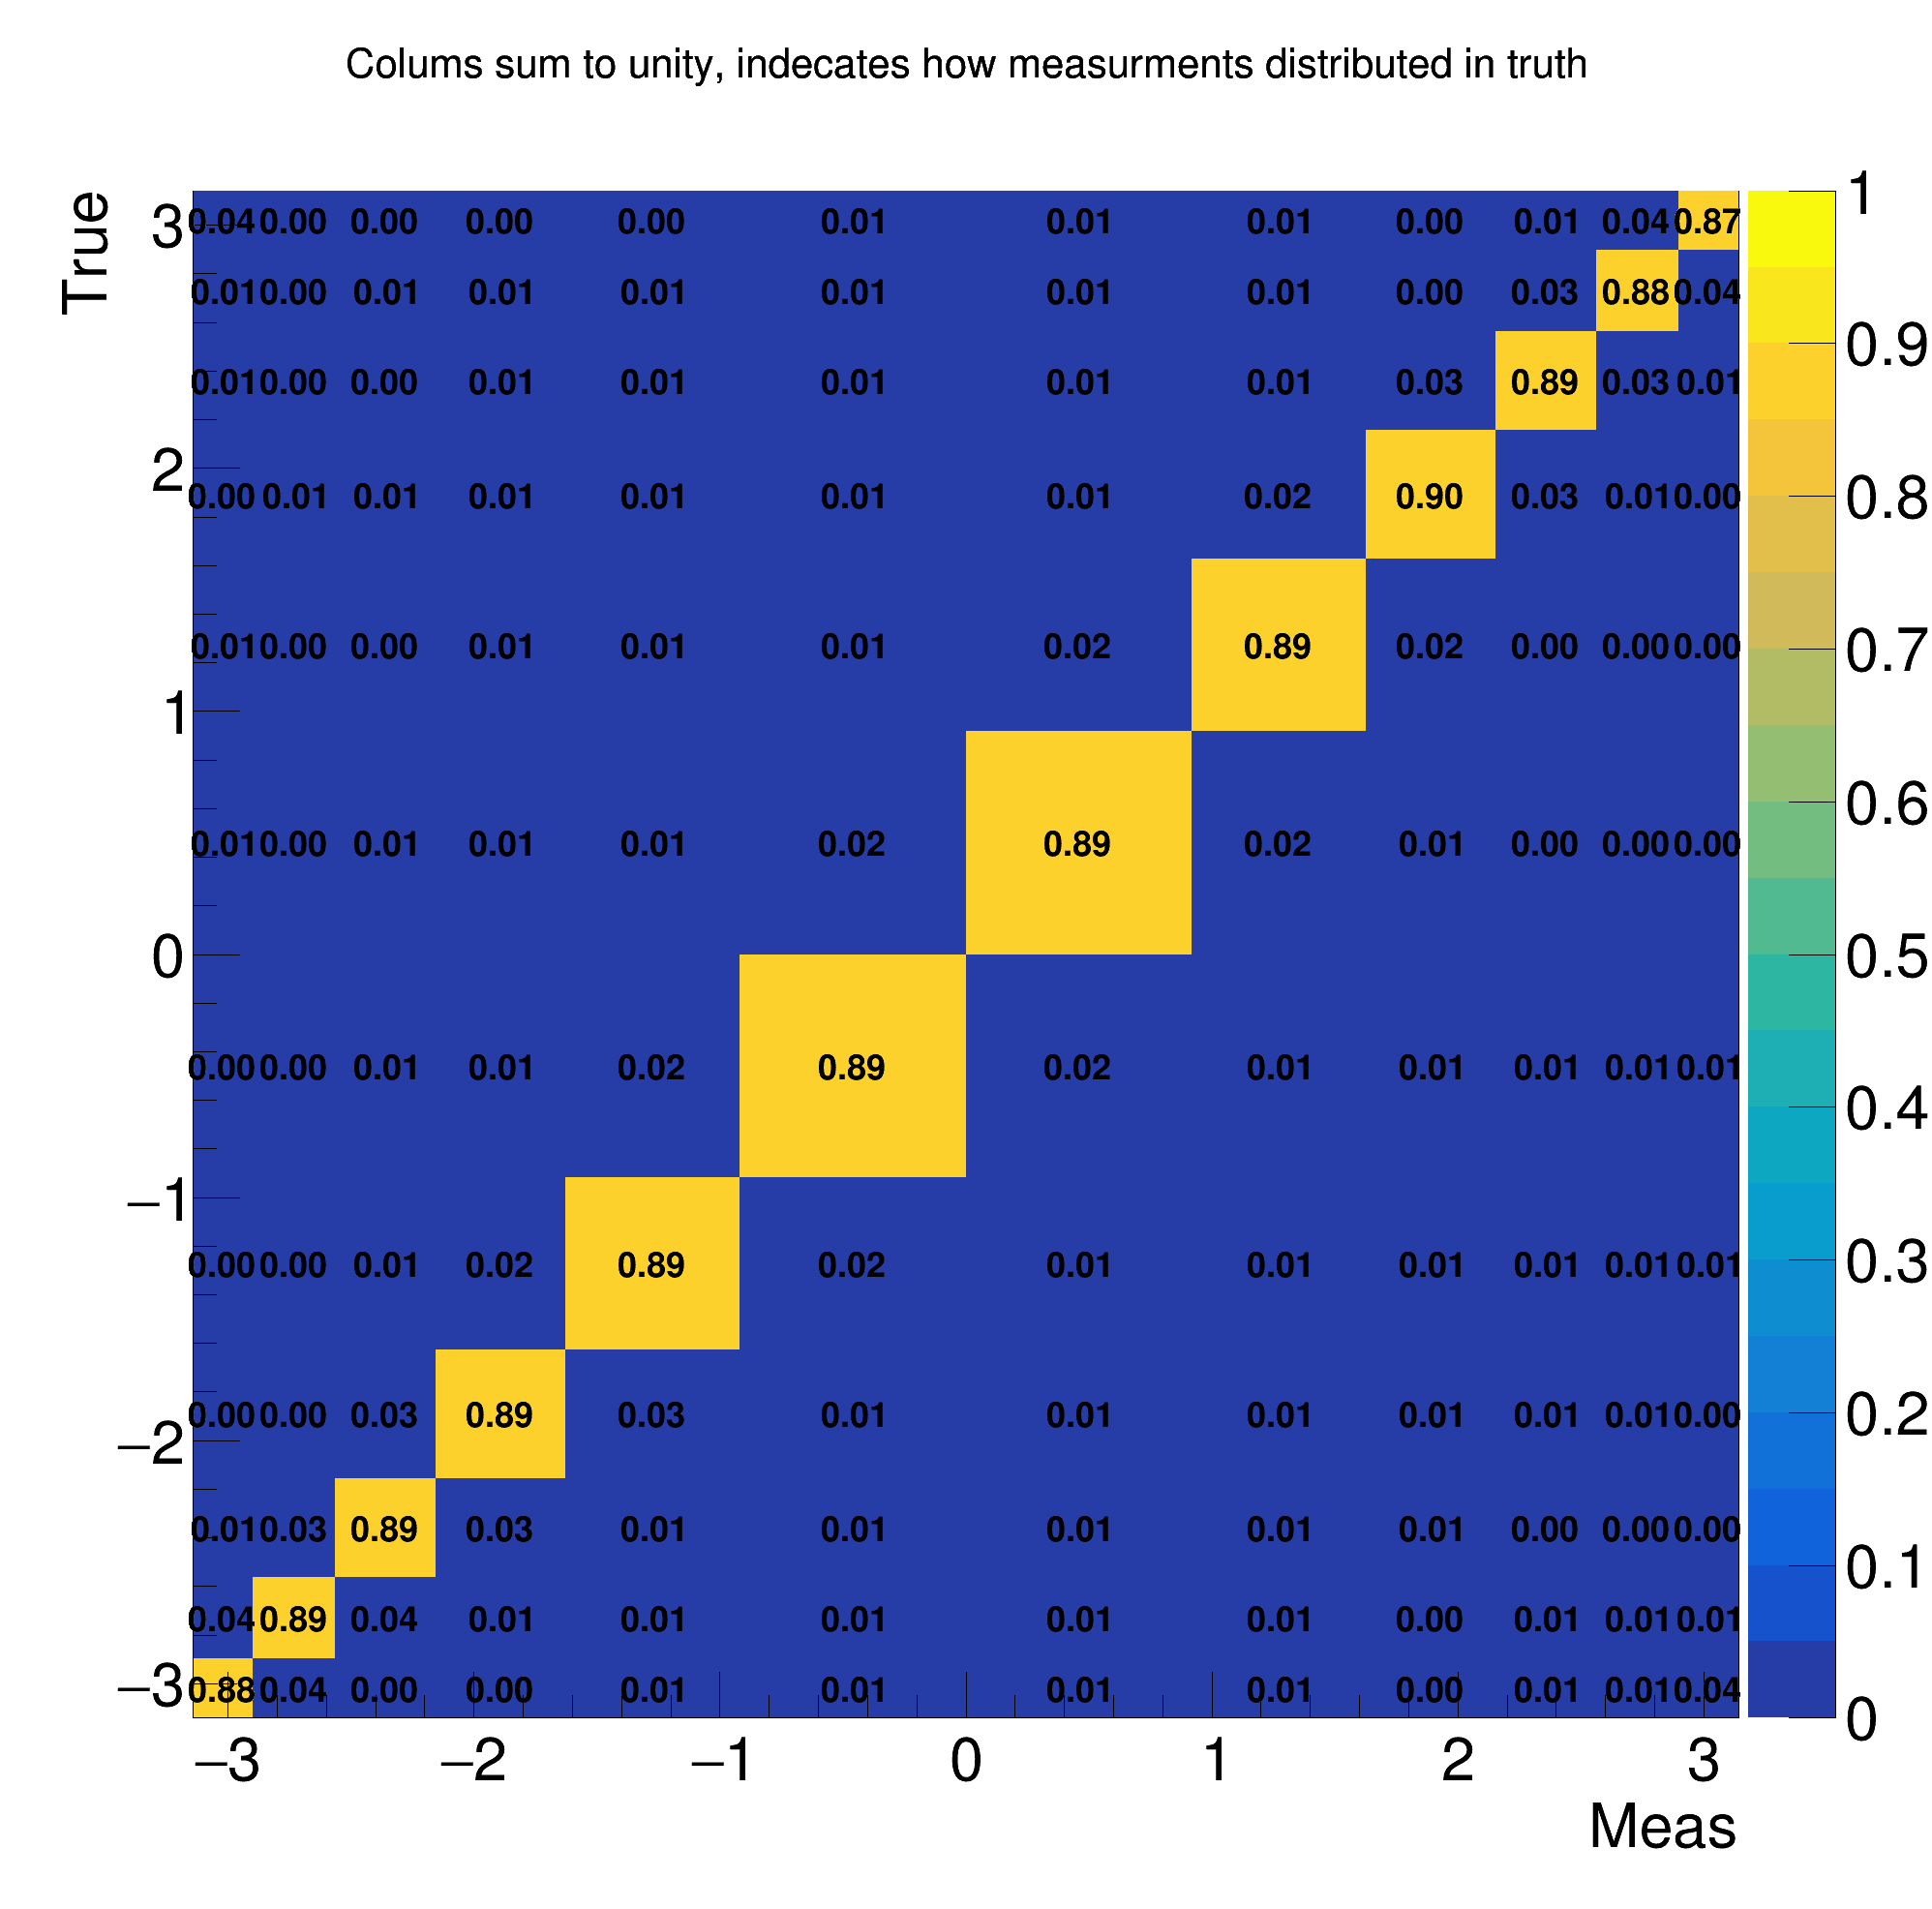 Colums sum to unity, indecates how measurments distributed in truth
True
3 0.04 0.00 0.00 0.00 0.00 0.01 0.01 0.01 0.00 0.01 0.04 0.87 1
0.01 0.00 0.01 0.01 0.01 0.01 0.01 0.01 0.00 0.03 0.88 0.04
0.9
0.01 0.00 0.00 0.01 0.01 0.01 0.01 0.01 0.03 0.89 0.03 0.01
2
0.00 0.01 0.01 0.01 0.01 0.01 0.01 0.02 0.90 0.03 0.01 0.00 0.8
0.01 0.00 0.00 0.01 0.01 0.01 0.02 0.89 0.02 0.00 0.00 0.00 0.7
1
0.6
0.01 0.00 0.01 0.01 0.01 0.02 0.89 0.02 0.01 0.00 0.00 0.00
0 0.5
0.00 0.00 0.01 0.01 0.02 0.89 0.02 0.01 0.01 0.01 0.01 0.01
0.4
−1
0.00 0.00 0.01 0.02 0.89 0.02 0.01 0.01 0.01 0.01 0.01 0.01 0.3
0.00 0.00 0.03 0.89 0.03 0.01 0.01 0.01 0.01 0.01 0.01 0.00 0.2
−2
0.01 0.03 0.89 0.03 0.01 0.01 0.01 0.01 0.01 0.00 0.00 0.00
0.1
0.04 0.89 0.04 0.01 0.01 0.01 0.01 0.01 0.00 0.01 0.01 0.01
−3 0.88 0.04 0.00 0.00 0.01 0.01 0.01 0.01 0.00 0.01 0.01 0.04 0
−3 −2 −1 0 1 2 3
Meas